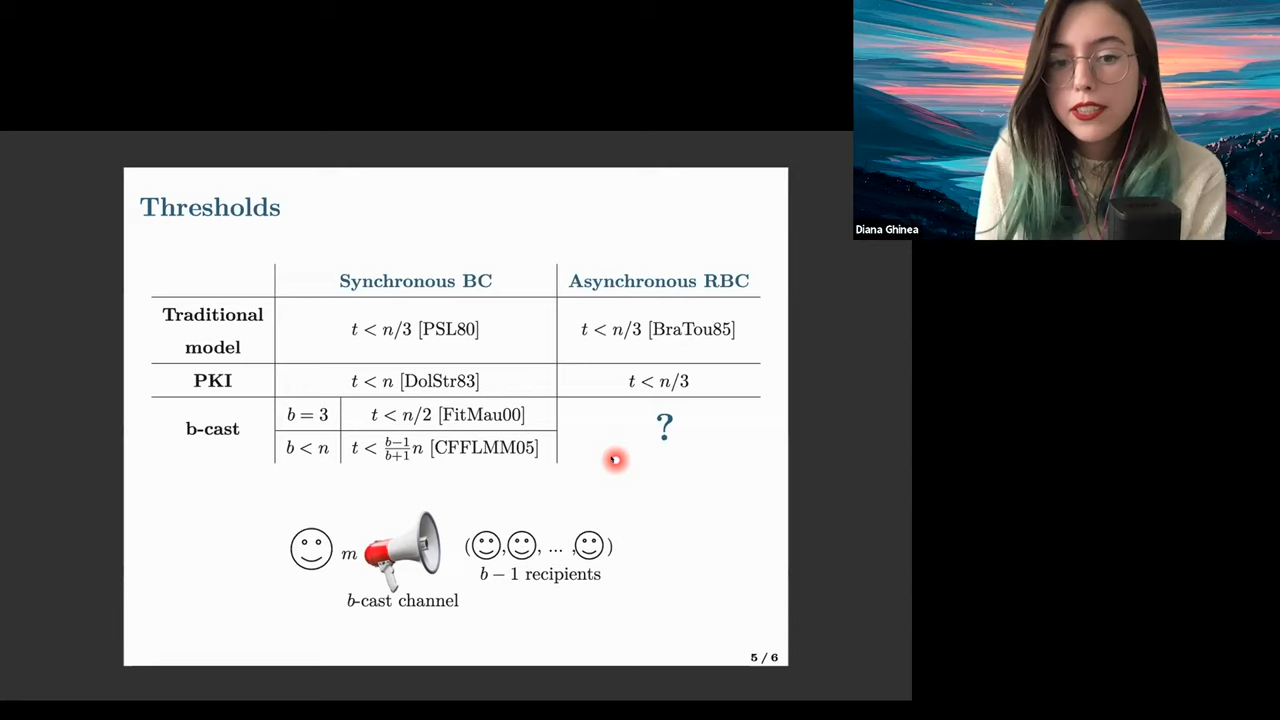 Diana Ghinea
Thresholds
Synchronous BC
Asynchronous RBC
Traditional model
t < n/3 [PSL80]
t < n/3 [BraTou85]
PKI
t < n [DolStr83]
t < n/3
b-cast
b = 3
t < n/2 [FitMau00]
b < n
t < \frac{b−1}{b+1}n [CFFLMM05]
?
m
( , , ... , )
b − 1 recipients
b-cast channel
5 / 6